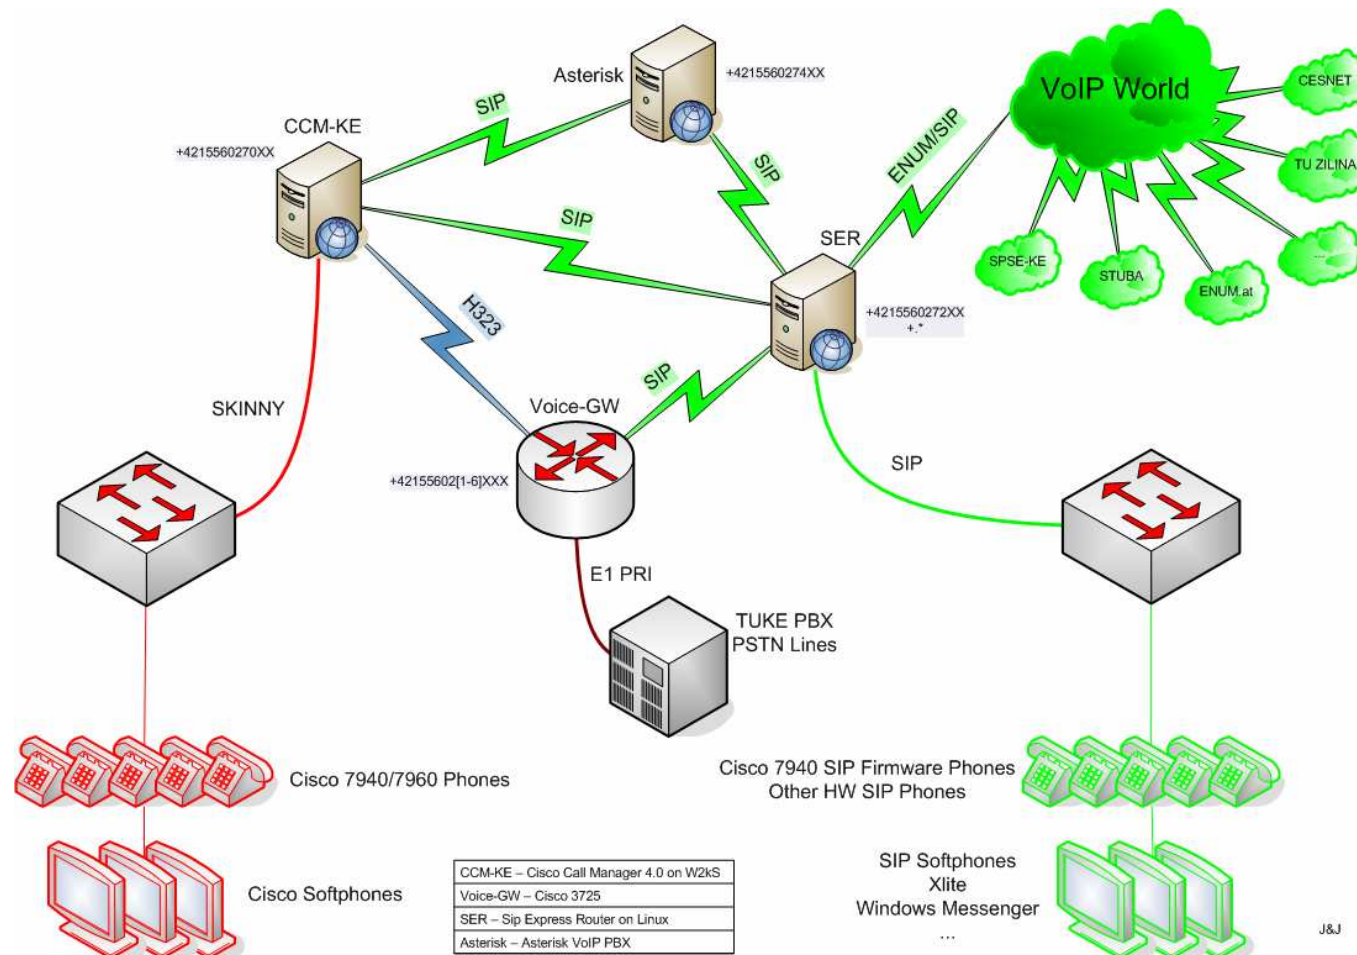 Asterisk
+4215560274XX
VoIP World
CESNET
TU ZILINA
....
SPSE-KE
STUBA
ENUM.at
SIP
CCM-KE
+4215560270XX
SIP
ENUM/SIP
SIP
SER
+4215560272XX
+.*
H323
SIP
SKINNY
Voice-GW
+42155602[1-6]XXX
SIP
E1 PRI
TUKE PBX
PSTN Lines
Cisco 7940/7960 Phones
Cisco 7940 SIP Firmware Phones
Other HW SIP Phones
Cisco Softphones
SIP Softphones
Xlite
Windows Messenger
...
CCM-KE – Cisco Call Manager 4.0 on W2kS
Voice-GW – Cisco 3725
SER – Sip Express Router on Linux
Asterisk – Asterisk VoIP PBX
J&J